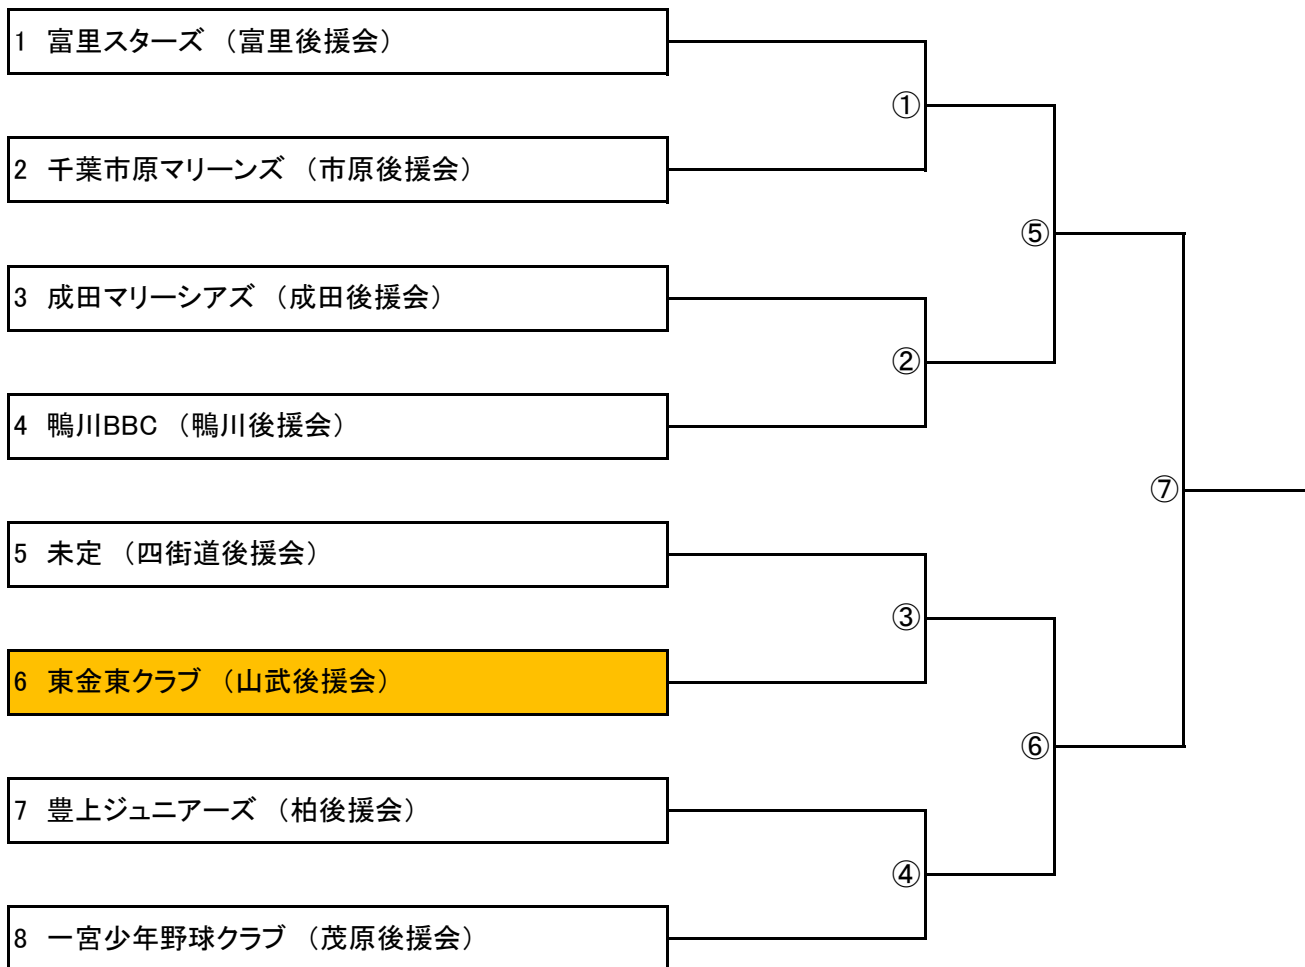 1 富里スターズ （富里後援会）
①
2 千葉市原マリーンズ （市原後援会）
⑤
3 成田マリーシアズ （成田後援会）
②
4 鴨川BBC （鴨川後援会）
⑦
5 未定 （四街道後援会）
③
6 東金東クラブ （山武後援会）
⑥
7 豊上ジュニアーズ （柏後援会）
④
8 一宮少年野球クラブ （茂原後援会）